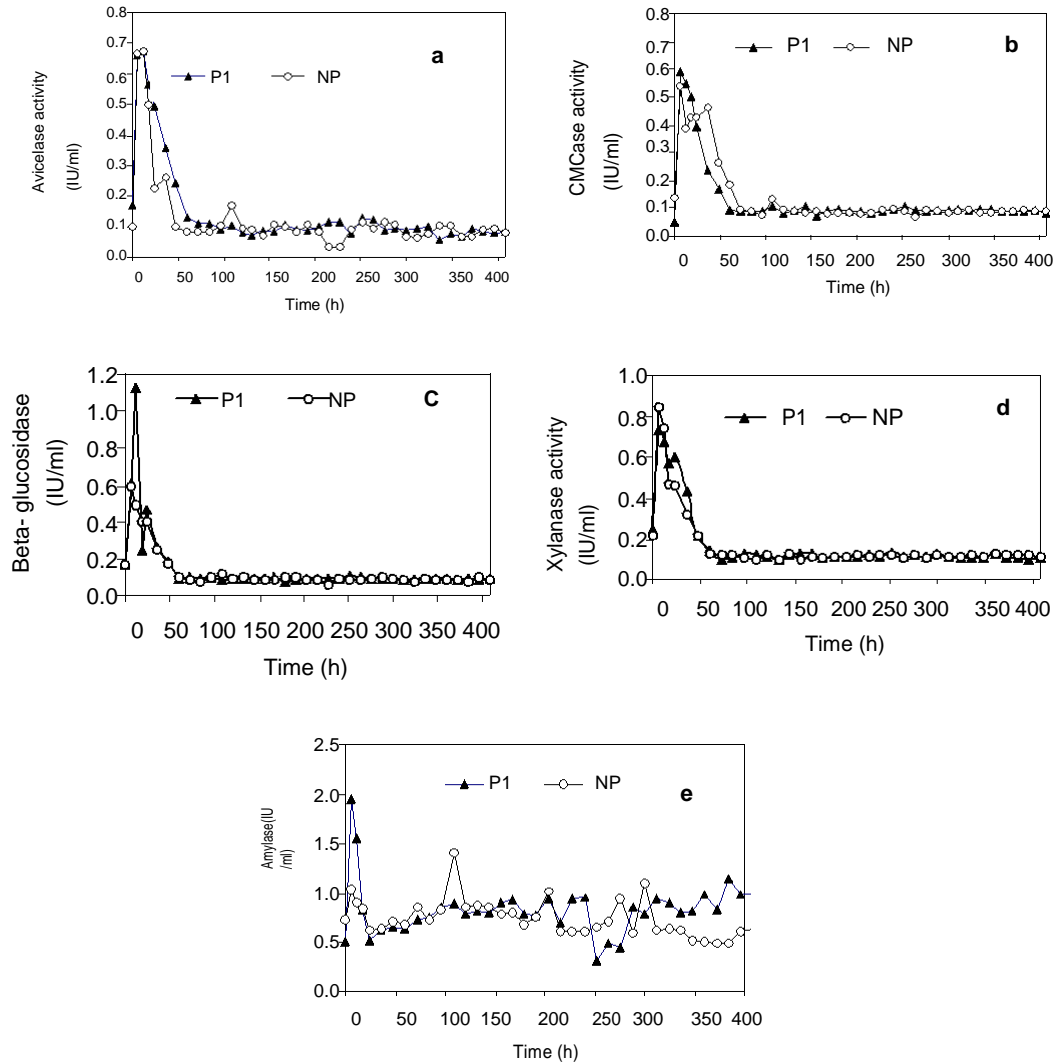 a
P1 NP
Avicelase activity
(IU/ml)
0.8
0.7
0.6
0.5
0.4
0.3
0.2
0.1
0.0
0 50 100 150 200 250 300 350 400
Time (h)
b
P1 NP
CMCase activity
(IU/ml)
0.8
0.7
0.6
0.5
0.4
0.3
0.2
0.1
0.0
0 50 100 150 200 250 300 350 400
Time (h)
C
P1 NP
Beta- glucosidase
(IU/ml)
1.2
1.0
0.8
0.6
0.4
0.2
0.0
0 50 100 150 200 250 300 350 400
Time (h)
d
P1 NP
Xylanase activity
(IU/ml)
1.0
0.8
0.6
0.4
0.2
0.0
0 50 100 150 200 250 300 350 400
Time (h)
e
P1 NP
Amylase(IU
/ml)
2.5
2.0
1.5
1.0
0.5
0.0
0 50 100 150 200 250 300 350 400
Time (h)